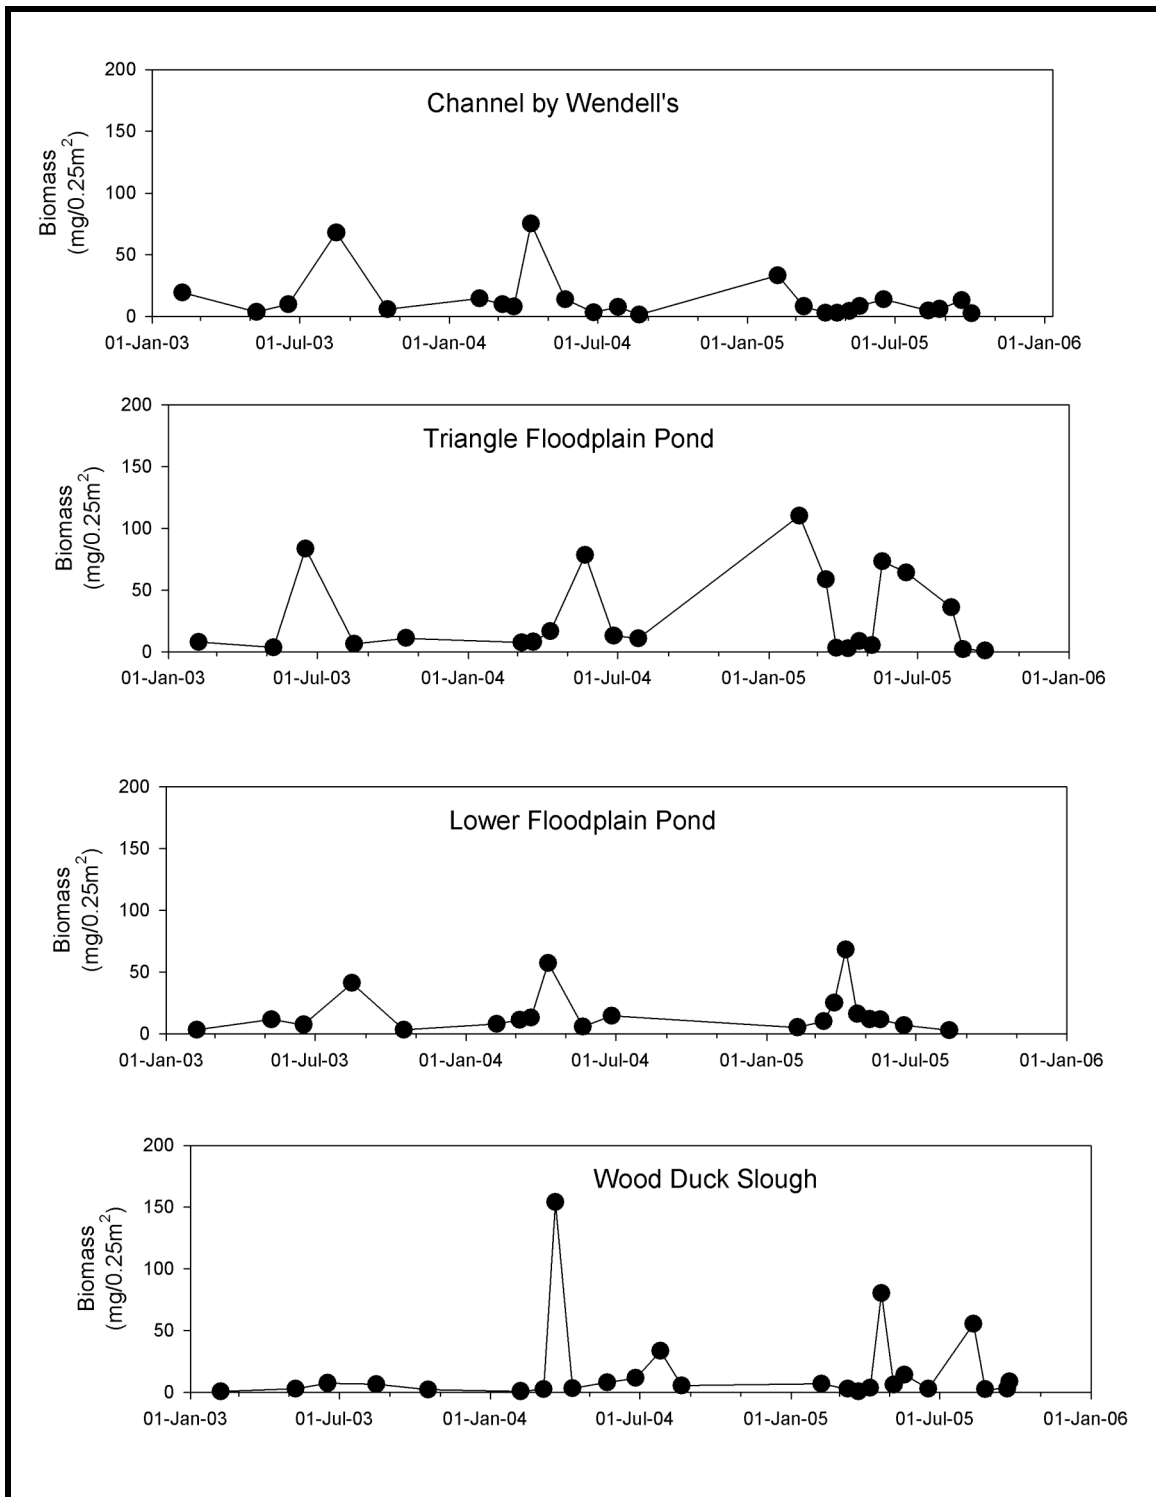 Channel by Wendell's
Biomass
(mg/0.25m²)
200
150
100
50
0
01-Jan-03 01-Jul-03 01-Jan-04 01-Jul-04 01-Jan-05 01-Jul-05 01-Jan-06
Triangle Floodplain Pond
Biomass
(mg/0.25m²)
200
150
100
50
0
01-Jan-03 01-Jul-03 01-Jan-04 01-Jul-04 01-Jan-05 01-Jul-05 01-Jan-06
Lower Floodplain Pond
Biomass
(mg/0.25m²)
200
150
100
50
0
01-Jan-03 01-Jul-03 01-Jan-04 01-Jul-04 01-Jan-05 01-Jul-05 01-Jan-06
Wood Duck Slough
Biomass
(mg/0.25m²)
200
150
100
50
0
01-Jan-03 01-Jul-03 01-Jan-04 01-Jul-04 01-Jan-05 01-Jul-05 01-Jan-06